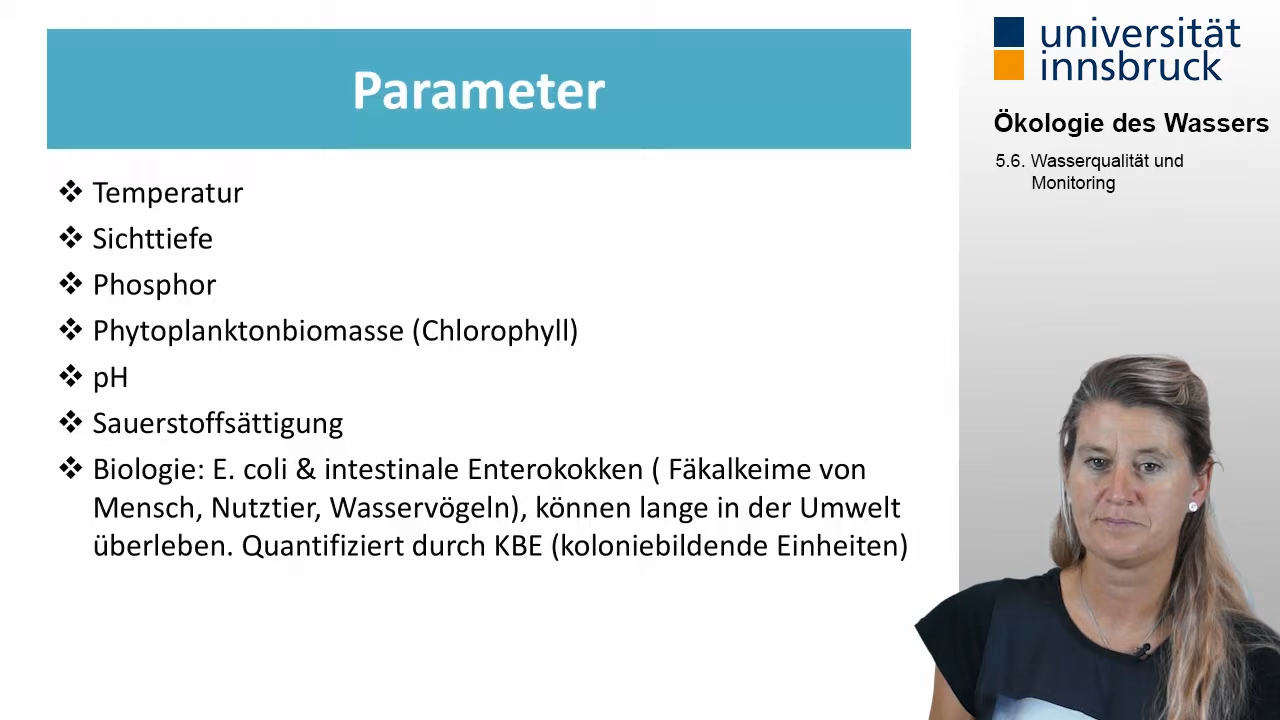 Parameter
❖ Temperatur
❖ Sichttiefe
❖ Phosphor
❖ Phytoplanktonbiomasse (Chlorophyll)
❖ pH
❖ Sauerstoffsättigung
❖ Biologie: E. coli & intestinale Enterokokken ( Fäkalkeime von
Mensch, Nutztier, Wasservögeln), können lange in der Umwelt
überleben. Quantifiziert durch KBE (koloniebildende Einheiten)
universität
innsbruck
Ökologie des Wassers
5.6. Wasserqualität und
Monitoring